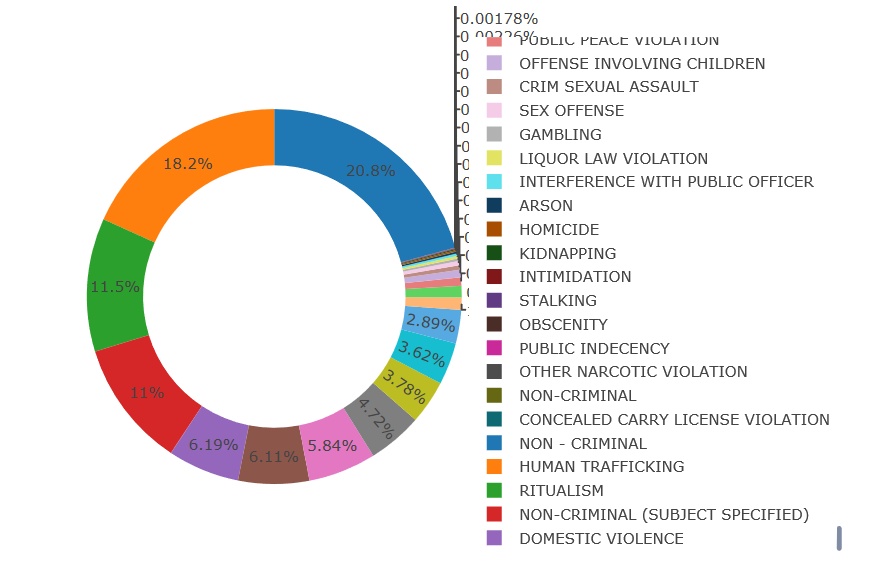 0.00178%
0.00226%
PUBLIC PEACE VIOLATION
OFFENSE INVOLVING CHILDREN
CRIM SEXUAL ASSAULT
SEX OFFENSE
GAMBLING
LIQUOR LAW VIOLATION
INTERFERENCE WITH PUBLIC OFFICER
ARSON
HOMICIDE
KIDNAPPING
INTIMIDATION
STALKING
OBSCENITY
PUBLIC INDECENCY
OTHER NARCOTIC VIOLATION
NON-CRIMINAL
CONCEALED CARRY LICENSE VIOLATION
NON - CRIMINAL
HUMAN TRAFFICKING
RITUALISM
NON-CRIMINAL (SUBJECT SPECIFIED)
DOMESTIC VIOLENCE
18.2%
20.8%
11.5%
2.89%
3.62%
3.78%
11%
4.72%
6.19%
6.11%
5.84%